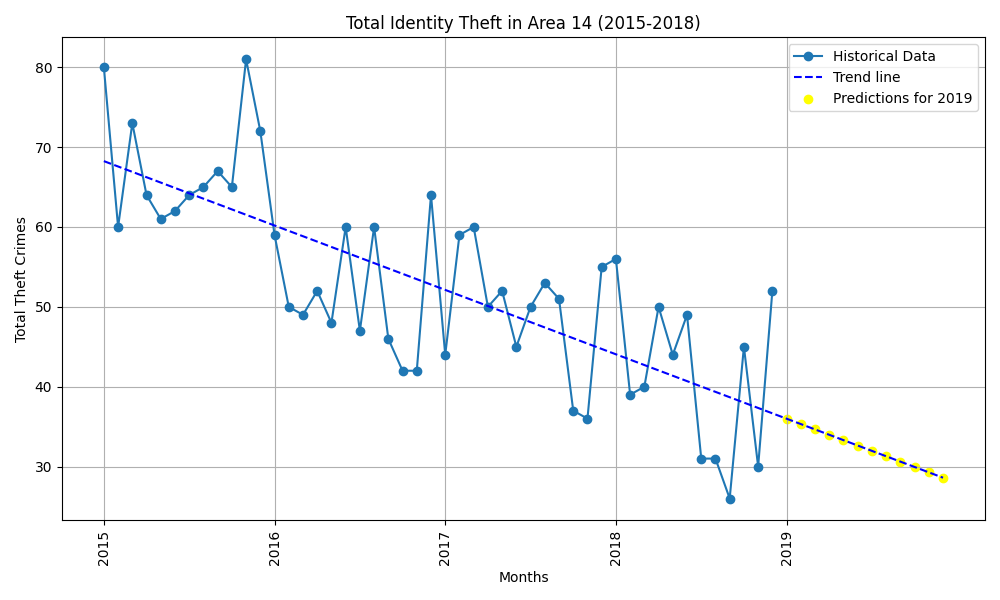 Total Identity Theft in Area 14 (2015-2018)
Historical Data
Trend line
Predictions for 2019
Total Theft Crimes
80
70
60
50
40
30
2015
2016
2017
2018
2019
Months